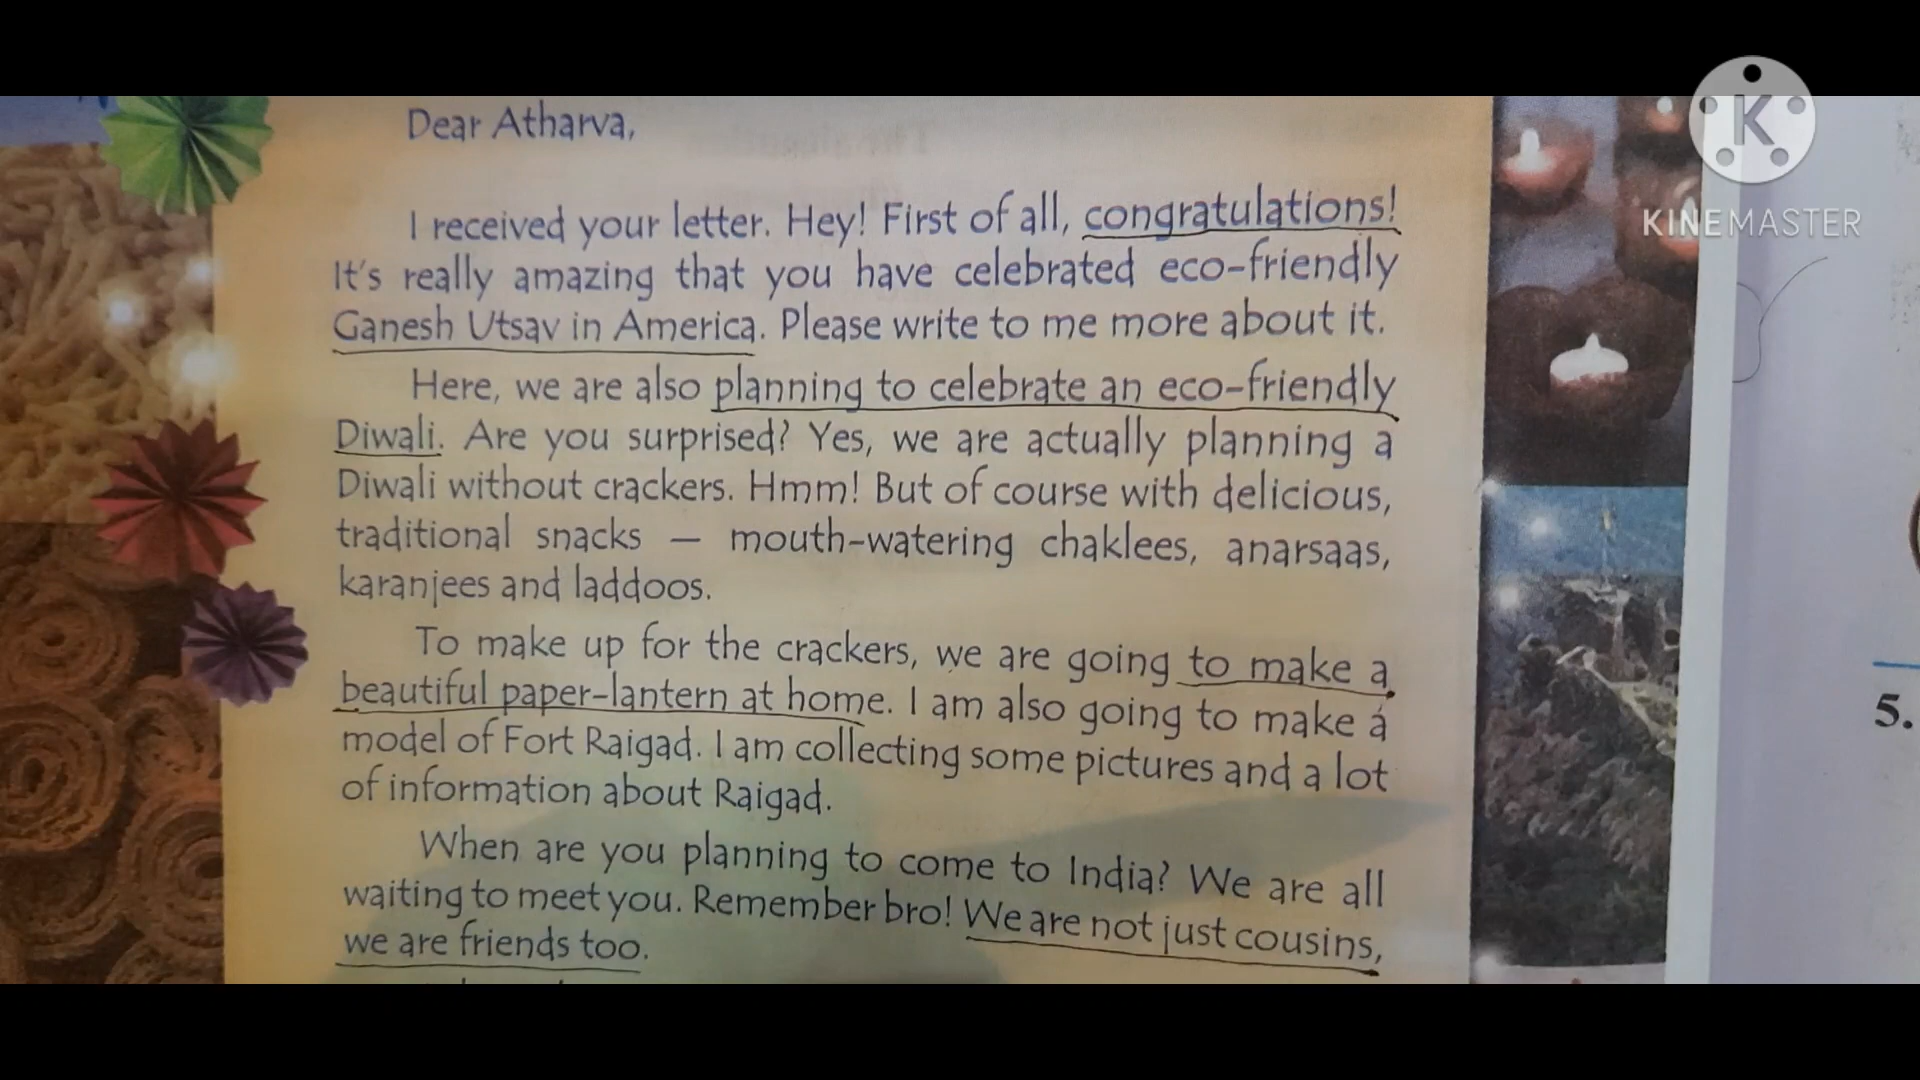 Dear Atharva,
I received your letter. Hey! First of all, congratulations!
It's really amazing that you have celebrated eco-friendly
Ganesh Utsav in America. Please write to me more about it.
Here, we are also planning to celebrate an eco-friendly
Diwali. Are you surprised? Yes, we are actually planning a
Diwali without crackers. Hmm! But of course with delicious,
traditional snacks — mouth-watering chaklees, anarsaas,
karanjees and laddoos.
To make up for the crackers, we are going to make a
beautiful paper-lantern at home. I am also going to make a
model of Fort Raigad. I am collecting some pictures and a lot
of information about Raigad.
When are you planning to come to India? We are all
waiting to meet you. Remember bro! We are not just cousins,
we are friends too.
K
KINEMASTER
5.